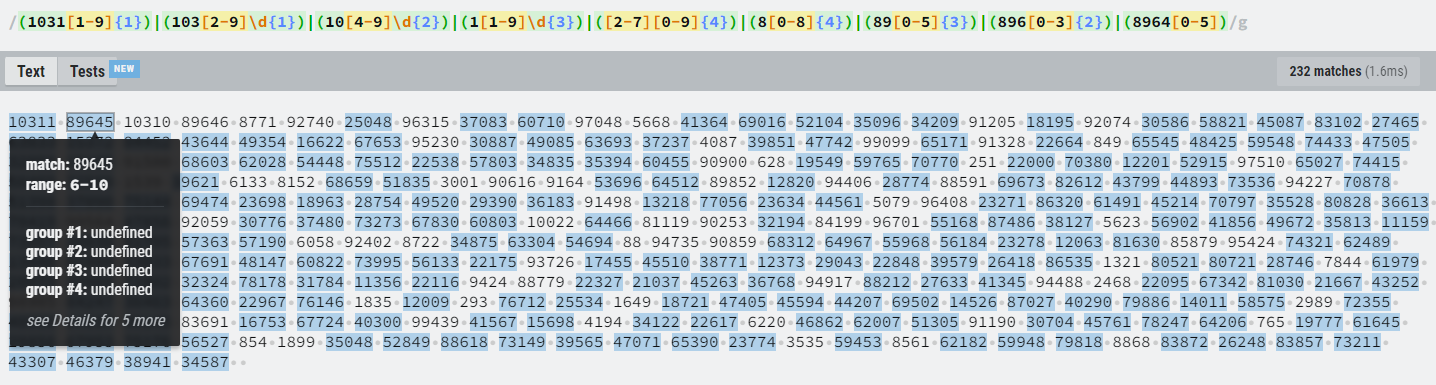 /(1031[1-9]{1})|(103[2-9]\d{1})|(10[4-9]\d{2})|(1[1-9]\d{3})|([2-7][0-9]{4})|(8[0-8]{4})|(89[0-5]{3})|(896[0-3]{2})|(8964[0-5])/g
Text Tests NEW 232 matches (1.6ms)
10311 89645 10310 89646 8771 92740 25048 96315 37083 60710 97048 5668 41364 69016 52104 35096 34209 91205 18195 92074 30586 58821 45087 83102 27465
43644 49354 16622 67653 95230 30887 49085 63693 37237 4087 39851 47742 99099 65171 91328 22664 849 65545 48425 59548 74433 47505
68603 62028 54448 75512 22538 57803 34835 35394 60455 90900 628 19549 59765 70770 251 22000 70380 12201 52915 97510 65027 74415
9621 6133 8152 68659 51835 3001 90616 9164 53696 64512 89852 12820 94406 28774 88591 69673 82612 43799 44893 73536 94227 70878
69474 23698 18963 28754 49520 29390 36183 91498 13218 77056 23634 44561 5079 96408 23271 86320 61491 45214 70797 35528 80828 36613
92059 30776 37480 73273 67830 60803 10022 64466 81119 90253 32194 84199 96701 55168 87486 38127 5623 56902 41856 49672 35813 11159
57363 57190 6058 92402 8722 34875 63304 54694 88 94735 90859 68312 64967 55968 56184 23278 12063 81630 85879 95424 74321 62489
67691 48147 60822 73995 56133 22175 93726 17455 45510 38771 12373 29043 22848 39579 26418 86535 1321 80521 80721 28746 7844 61979
32324 78178 31784 11356 22116 9424 88779 22327 21037 45263 36768 94917 88212 27633 41345 94488 2468 22095 67342 81030 21667 43252
64360 22967 76146 1835 12009 293 76712 25534 1649 18721 47405 45594 44207 69502 14526 87027 40290 79886 14011 58575 2989 72355
83691 16753 67724 40300 99439 41567 15698 4194 34122 22617 6220 46862 62007 51305 91190 30704 45761 78247 64206 765 19777 61645
56527 854 1899 35048 52849 88618 73149 39565 47071 65390 23774 3535 59453 8561 62182 59948 79818 8868 83872 26248 83857 73211
43307 46379 38941 34587
match: 89645
range: 6-10
group #1: undefined
group #2: undefined
group #3: undefined
group #4: undefined
see Details for 5 more